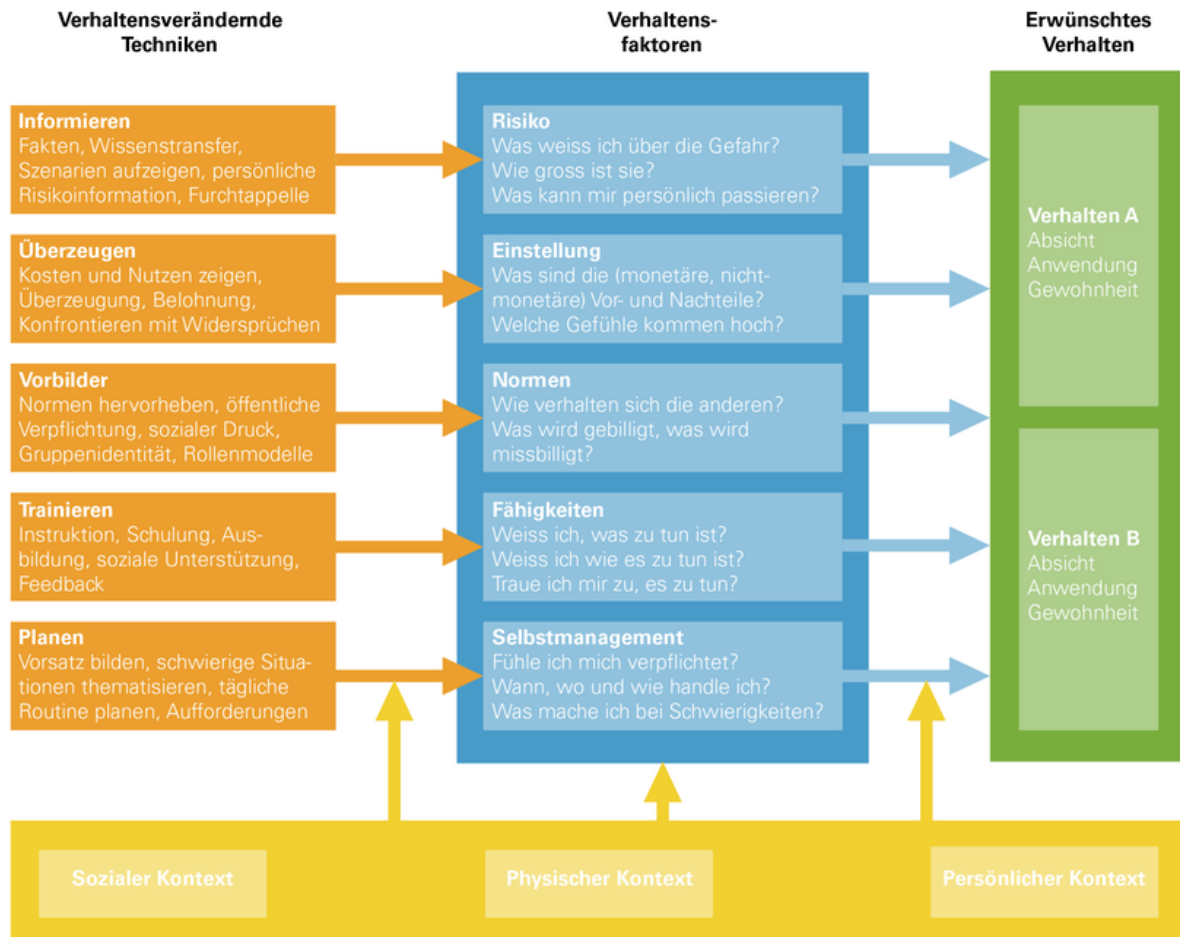 Verhaltensverändernde
Techniken
Verhaltens-
faktoren
Erwünschtes
Verhalten
Informieren
Fakten, Wissenstransfer,
Szenarien aufzeigen, persönliche
Risikoinformation, Furchtappelle
Überzeugen
Kosten und Nutzen zeigen,
Überzeugung, Belohnung,
Konfrontieren mit Widersprüchen
Vorbilder
Normen hervorheben, öffentliche
Verpflichtung, sozialer Druck,
Gruppenidentität, Rollenmodelle
Trainieren
Instruktion, Schulung, Aus-
bildung, soziale Unterstützung,
Feedback
Planen
Vorsatz bilden, schwierige Situa-
tionen thematisieren, tägliche
Routine planen, Aufforderungen
Risiko
Was weiss ich über die Gefahr?
Wie gross ist sie?
Was kann mir persönlich passieren?
Einstellung
Was sind die (monetäre, nicht-
monetäre) Vor- und Nachteile?
Welche Gefühle kommen hoch?
Normen
Wie verhalten sich die anderen?
Was wird gebilligt, was wird
missbilligt?
Fähigkeiten
Weiss ich, was zu tun ist?
Weiss ich wie es zu tun ist?
Traue ich mir zu, es zu tun?
Selbstmanagement
Fühle ich mich verpflichtet?
Wann, wo und wie handle ich?
Was mache ich bei Schwierigkeiten?
Verhalten A
Absicht
Anwendung
Gewohnheit
Verhalten B
Absicht
Anwendung
Gewohnheit
Sozialer Kontext
Physischer Kontext
Persönlicher Kontext